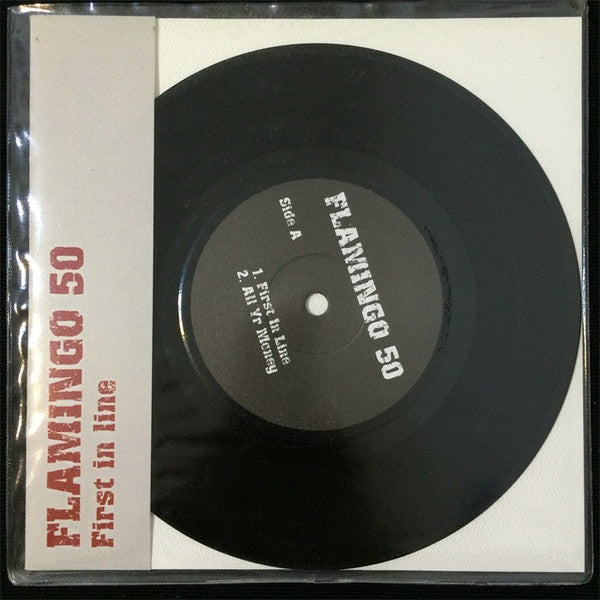 FLAMINGO 50
First in line
FLAMINGO 50
Side A
1. First In Line
2. All Yr Money